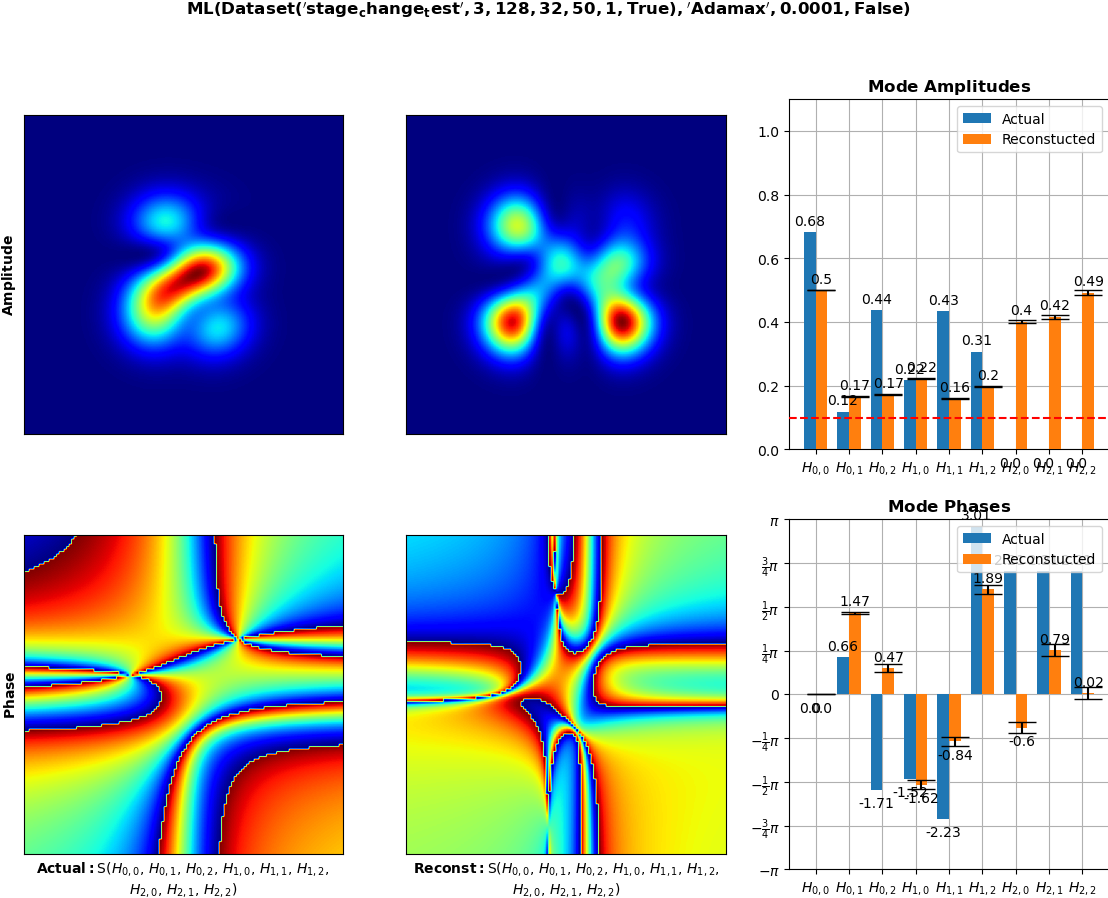 ML(Dataset('stage_change_test', 3, 128, 32, 50, 1, True), 'Adamax', 0.0001, False)
Amplitude
Mode Amplitudes
Actual
Reconstucted
1.0
0.8
0.6
0.4
0.2
0.0
0.68
0.5
0.12
0.17
0.44
0.17
0.22
0.22
0.43
0.16
0.31
0.2
0.0
0.4
0.0
0.42
0.0
0.49
H0,0 H0,1 H0,2 H1,0 H1,1 H1,2 H2,0 H2,1 H2,2
Phase
Mode Phases
Actual
Reconstucted
π
3/4π
1/2π
1/4π
0
−1/4π
−1/2π
−3/4π
−π
0.0
0.0
0.66
1.47
-1.71
0.47
-1.52
-1.62
-2.23
-0.84
3.01
1.89
-0.6
0.79
0.02
H0,0 H0,1 H0,2 H1,0 H1,1 H1,2 H2,0 H2,1 H2,2
Actual: S(H0,0, H0,1, H0,2, H1,0, H1,1, H1,2,
H2,0, H2,1, H2,2)
Reconst: S(H0,0, H0,1, H0,2, H1,0, H1,1, H1,2,
H2,0, H2,1, H2,2)